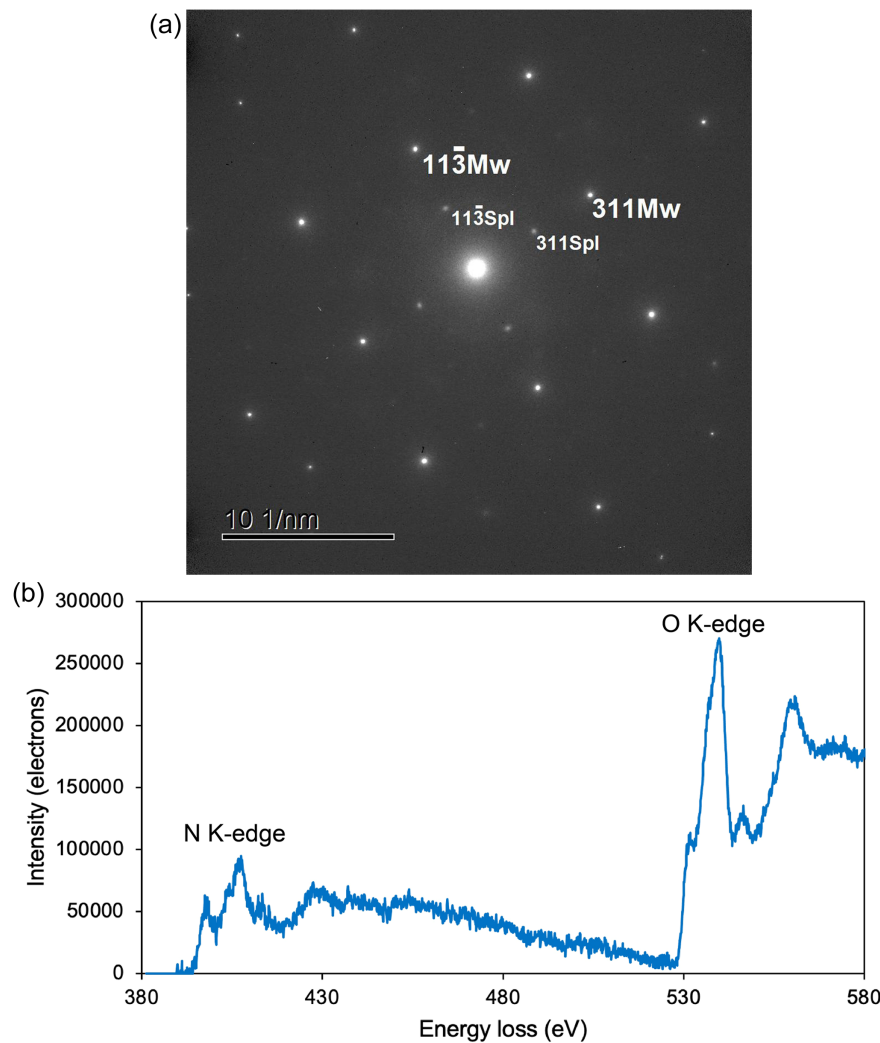 (a)
113̄Mw
311Mw
113̄Spl
311Spl
10 1/nm
(b)
300000
O K-edge
250000
200000
150000
N K-edge
100000
50000
0
Intensity (electrons)
380 430 480 530 580
Energy loss (eV)